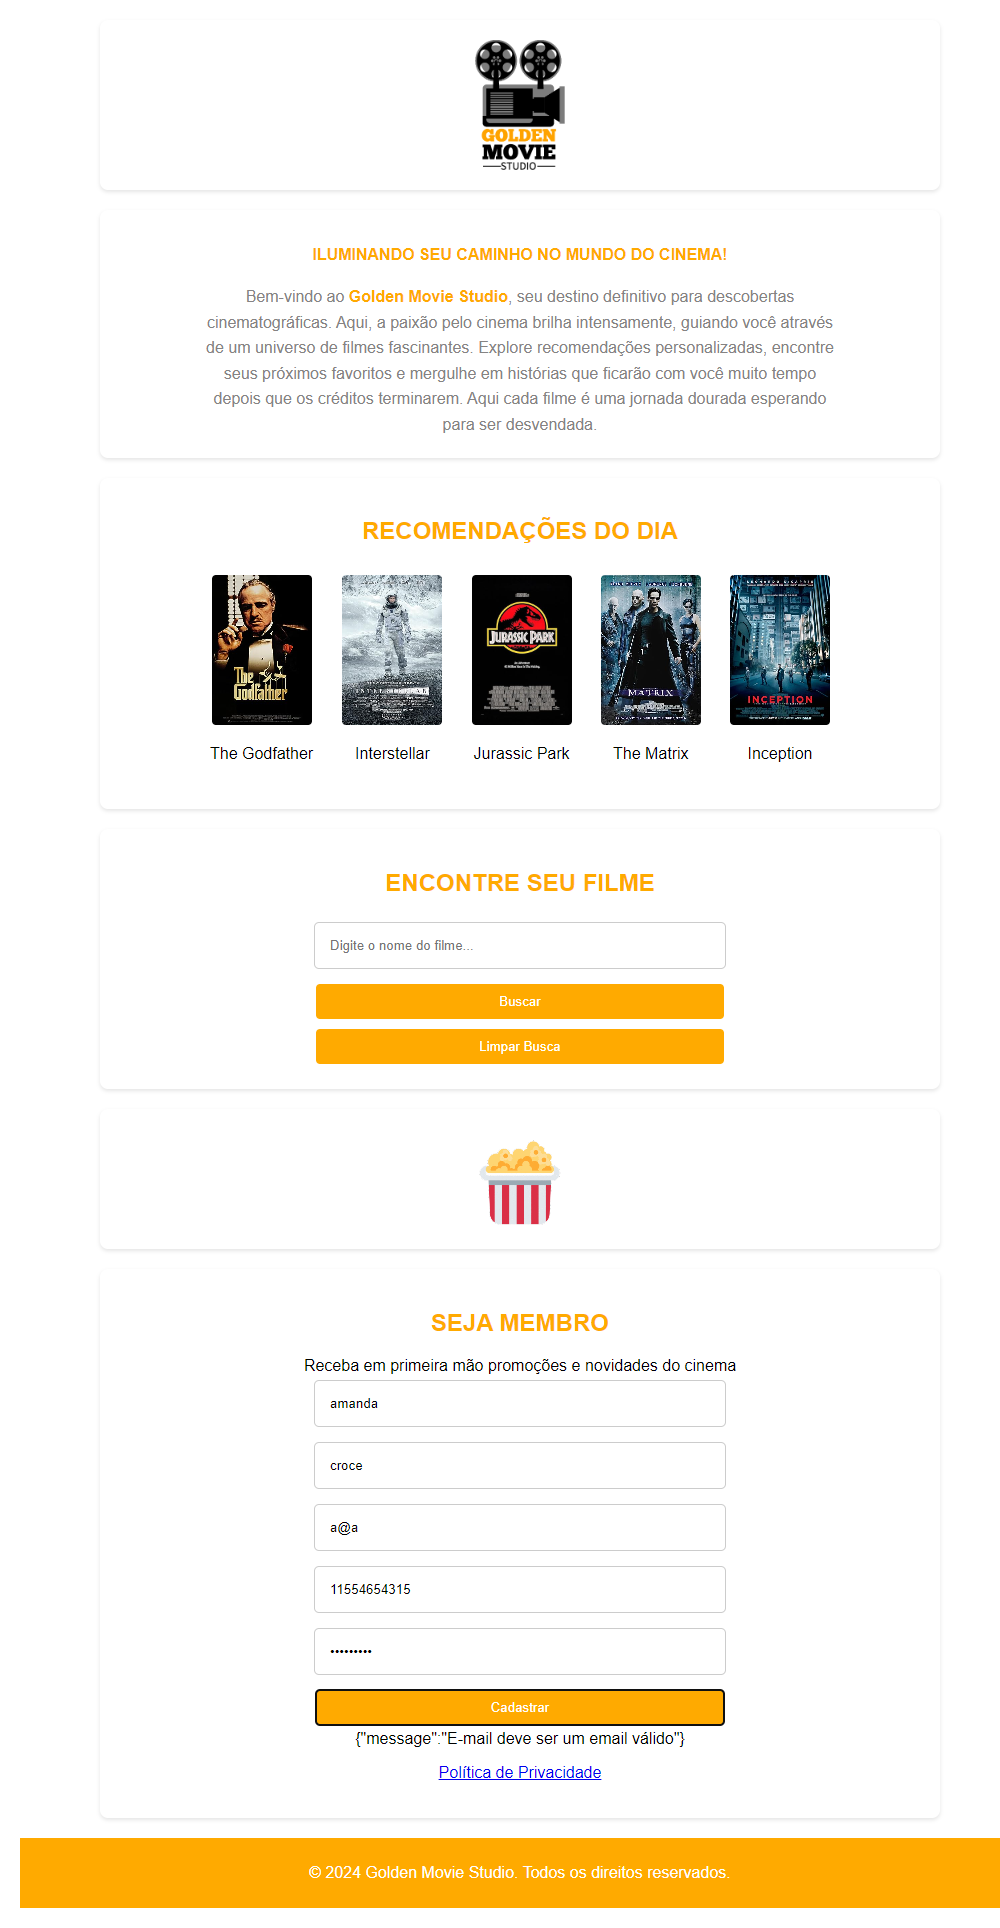 GOLDEN
MOVIE
STUDIO
ILUMINANDO SEU CAMINHO NO MUNDO DO CINEMA!
Bem-vindo ao Golden Movie Studio, seu destino definitivo para descobertas
cinematográficas. Aqui, a paixão pelo cinema brilha intensamente, guiando você através
de um universo de filmes fascinantes. Explore recomendações personalizadas, encontre
seus próximos favoritos e mergulhe em histórias que ficarão com você muito tempo
depois que os créditos terminarem. Aqui cada filme é uma jornada dourada esperando
para ser desvendada.
RECOMENDAÇÕES DO DIA
The
Godfather
INTERSTELLAR
JURASSIC PARK
MATRIX
INCEPTION
The Godfather
Interstellar
Jurassic Park
The Matrix
Inception
ENCONTRE SEU FILME
Digite o nome do filme...
Buscar
Limpar Busca
SEJA MEMBRO
Receba em primeira mão promoções e novidades do cinema
amanda
croce
a@a
11554654315
•••••••••
Cadastrar
{"message":"E-mail deve ser um email válido"}
Política de Privacidade
© 2024 Golden Movie Studio. Todos os direitos reservados.